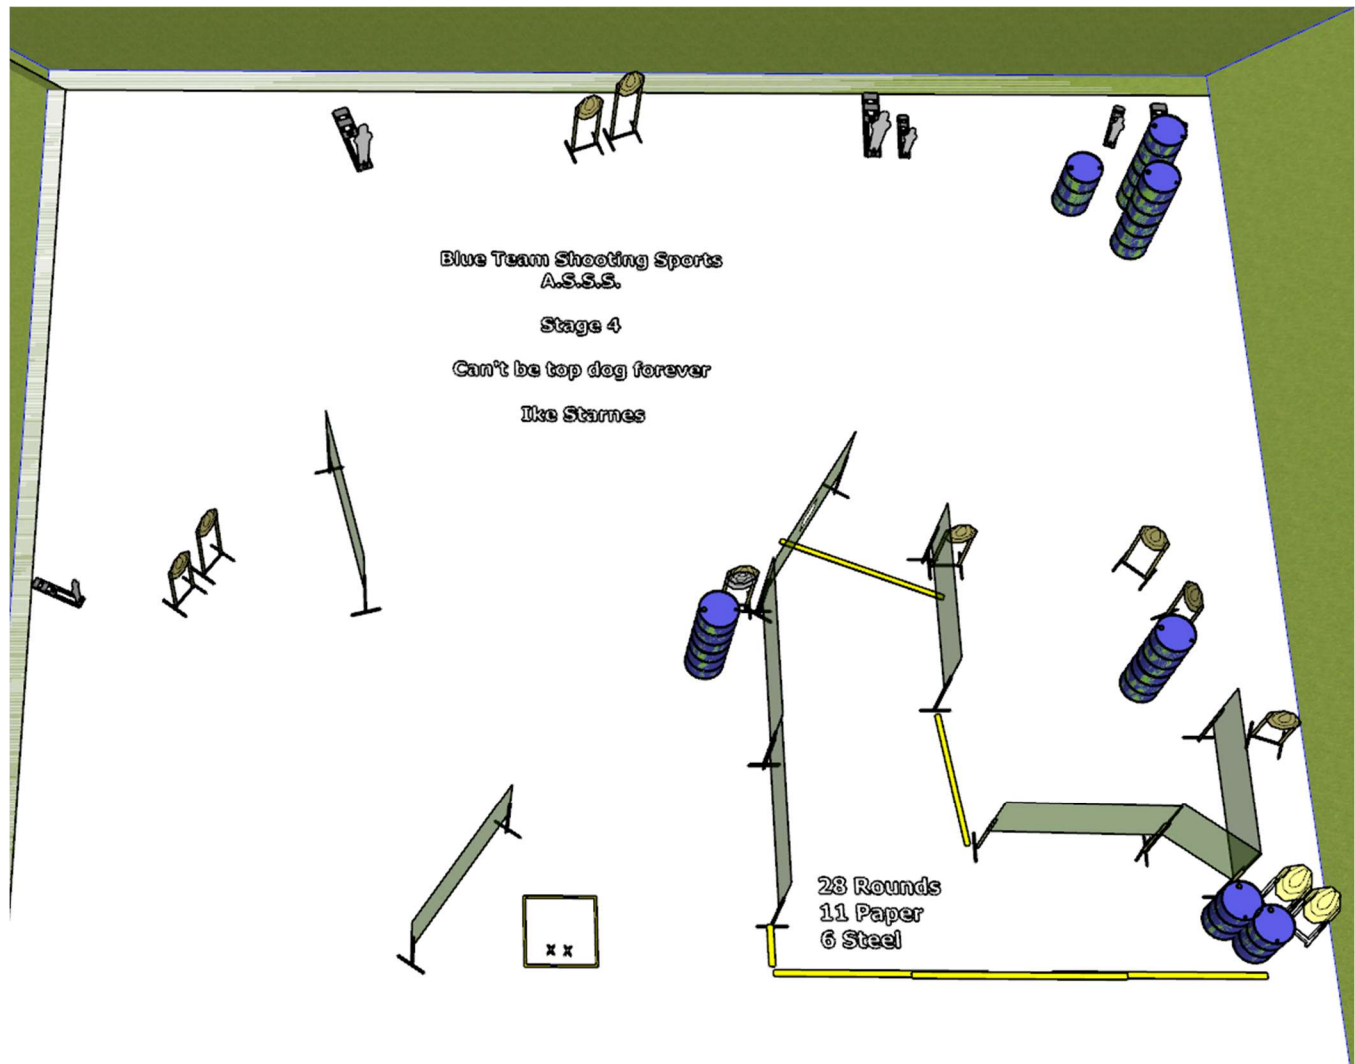 Blue Team Shooting Sports
A.S.S.S.
Stage 4
Can't be top dog forever
Ike Starnes
28 Rounds
11 Paper
6 Steel
X X